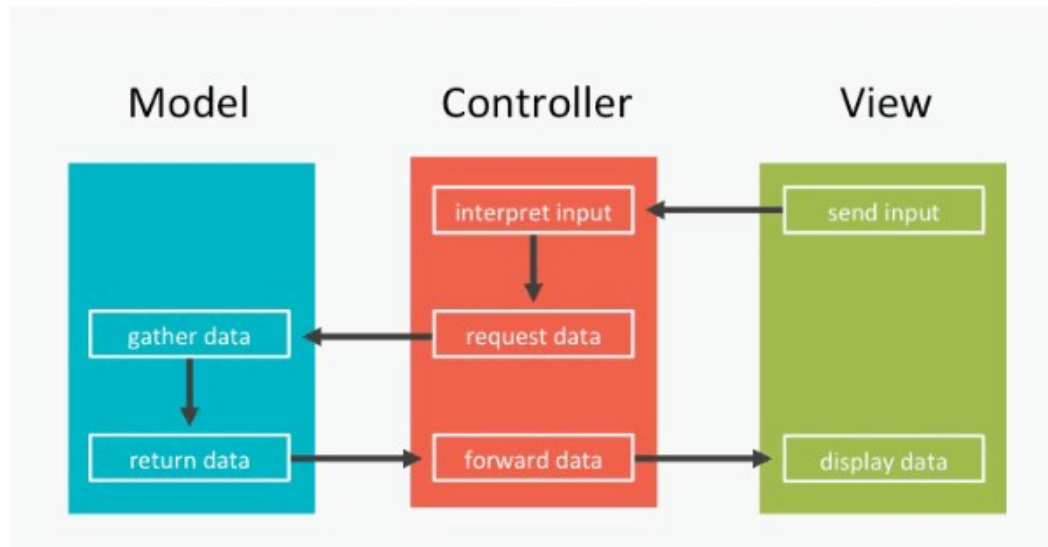 Model
Controller
View
interpret input
send input
gather data
request data
return data
forward data
display data